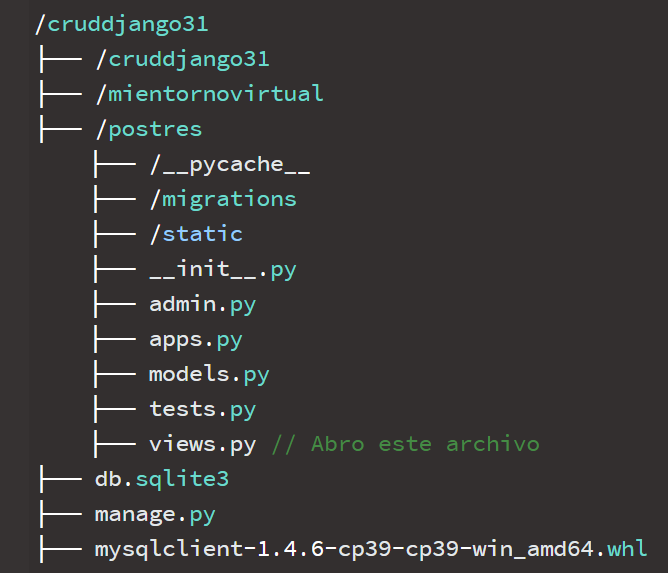 /cruddjango31
├── /cruddjango31
├── /mientornovirtual
├── /postres
    ├── /__pycache__
    ├── /migrations
    ├── /static
    ├── __init__.py
    ├── admin.py
    ├── apps.py
    ├── models.py
    ├── tests.py
    ├── views.py // Abro este archivo
├── db.sqlite3
├── manage.py
├── mysqlclient-1.4.6-cp39-cp39-win_amd64.whl